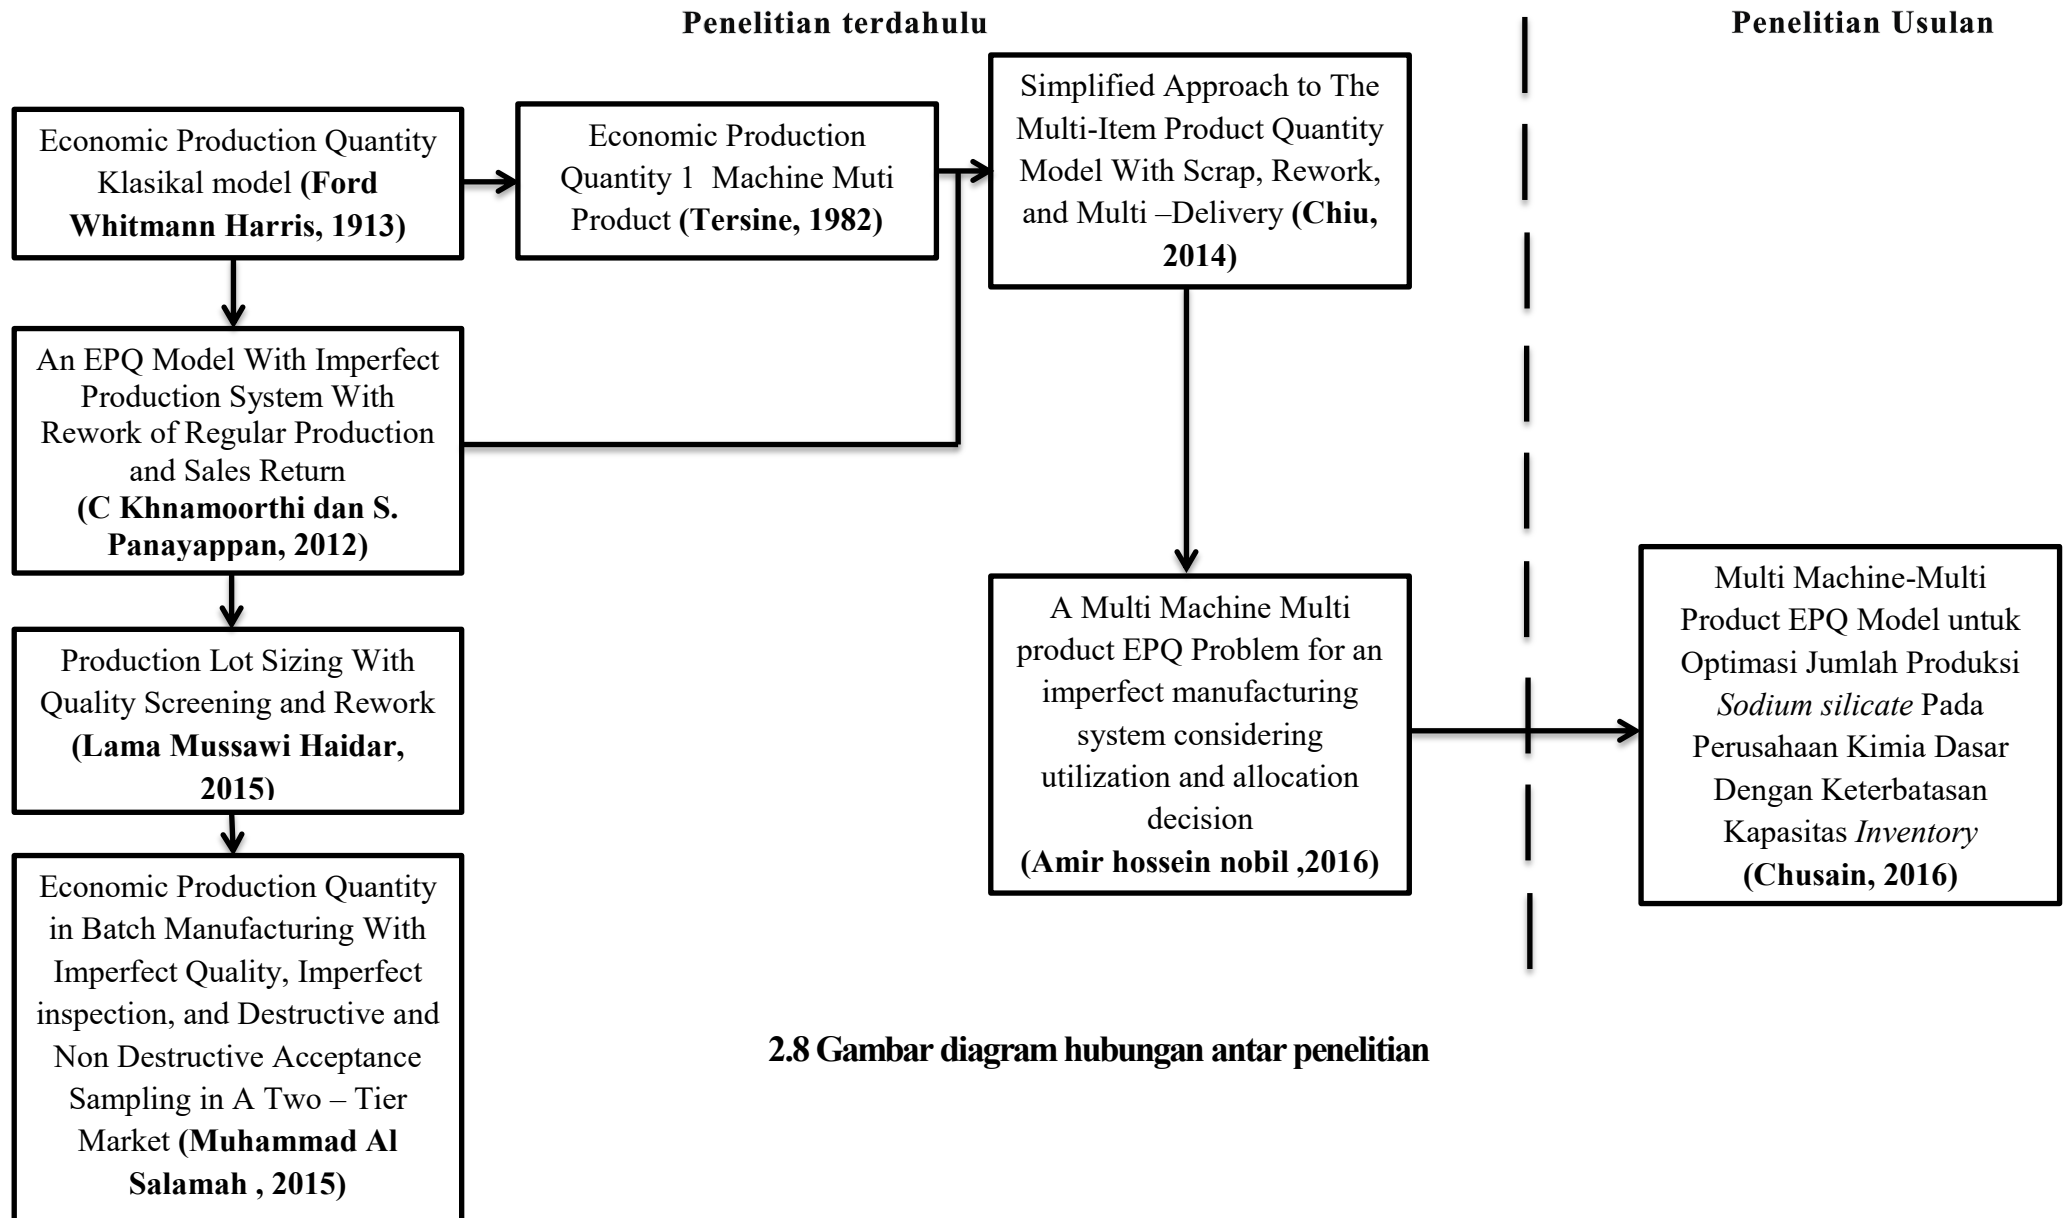 Penelitian terdahulu
Penelitian Usulan
Economic Production Quantity
Klasikal model (Ford
Whitmann Harris, 1913)
Economic Production
Quantity 1 Machine Muti
Product (Tersine, 1982)
Simplified Approach to The
Multi-Item Product Quantity
Model With Scrap, Rework,
and Multi –Delivery (Chiu,
2014)
An EPQ Model With Imperfect
Production System With
Rework of Regular Production
and Sales Return
(C Khnamoorthi dan S.
Panayappan, 2012)
Production Lot Sizing With
Quality Screening and Rework
(Lama Mussawi Haidar,
2015)
Economic Production Quantity
in Batch Manufacturing With
Imperfect Quality, Imperfect
inspection, and Destructive and
Non Destructive Acceptance
Sampling in A Two – Tier
Market (Muhammad Al
Salamah , 2015)
A Multi Machine Multi
product EPQ Problem for an
imperfect manufacturing
system considering
utilization and allocation
decision
(Amir hossein nobil ,2016)
Multi Machine-Multi
Product EPQ Model untuk
Optimasi Jumlah Produksi
Sodium silicate Pada
Perusahaan Kimia Dasar
Dengan Keterbatasan
Kapasitas Inventory
(Chusain, 2016)
2.8 Gambar diagram hubungan antar penelitian